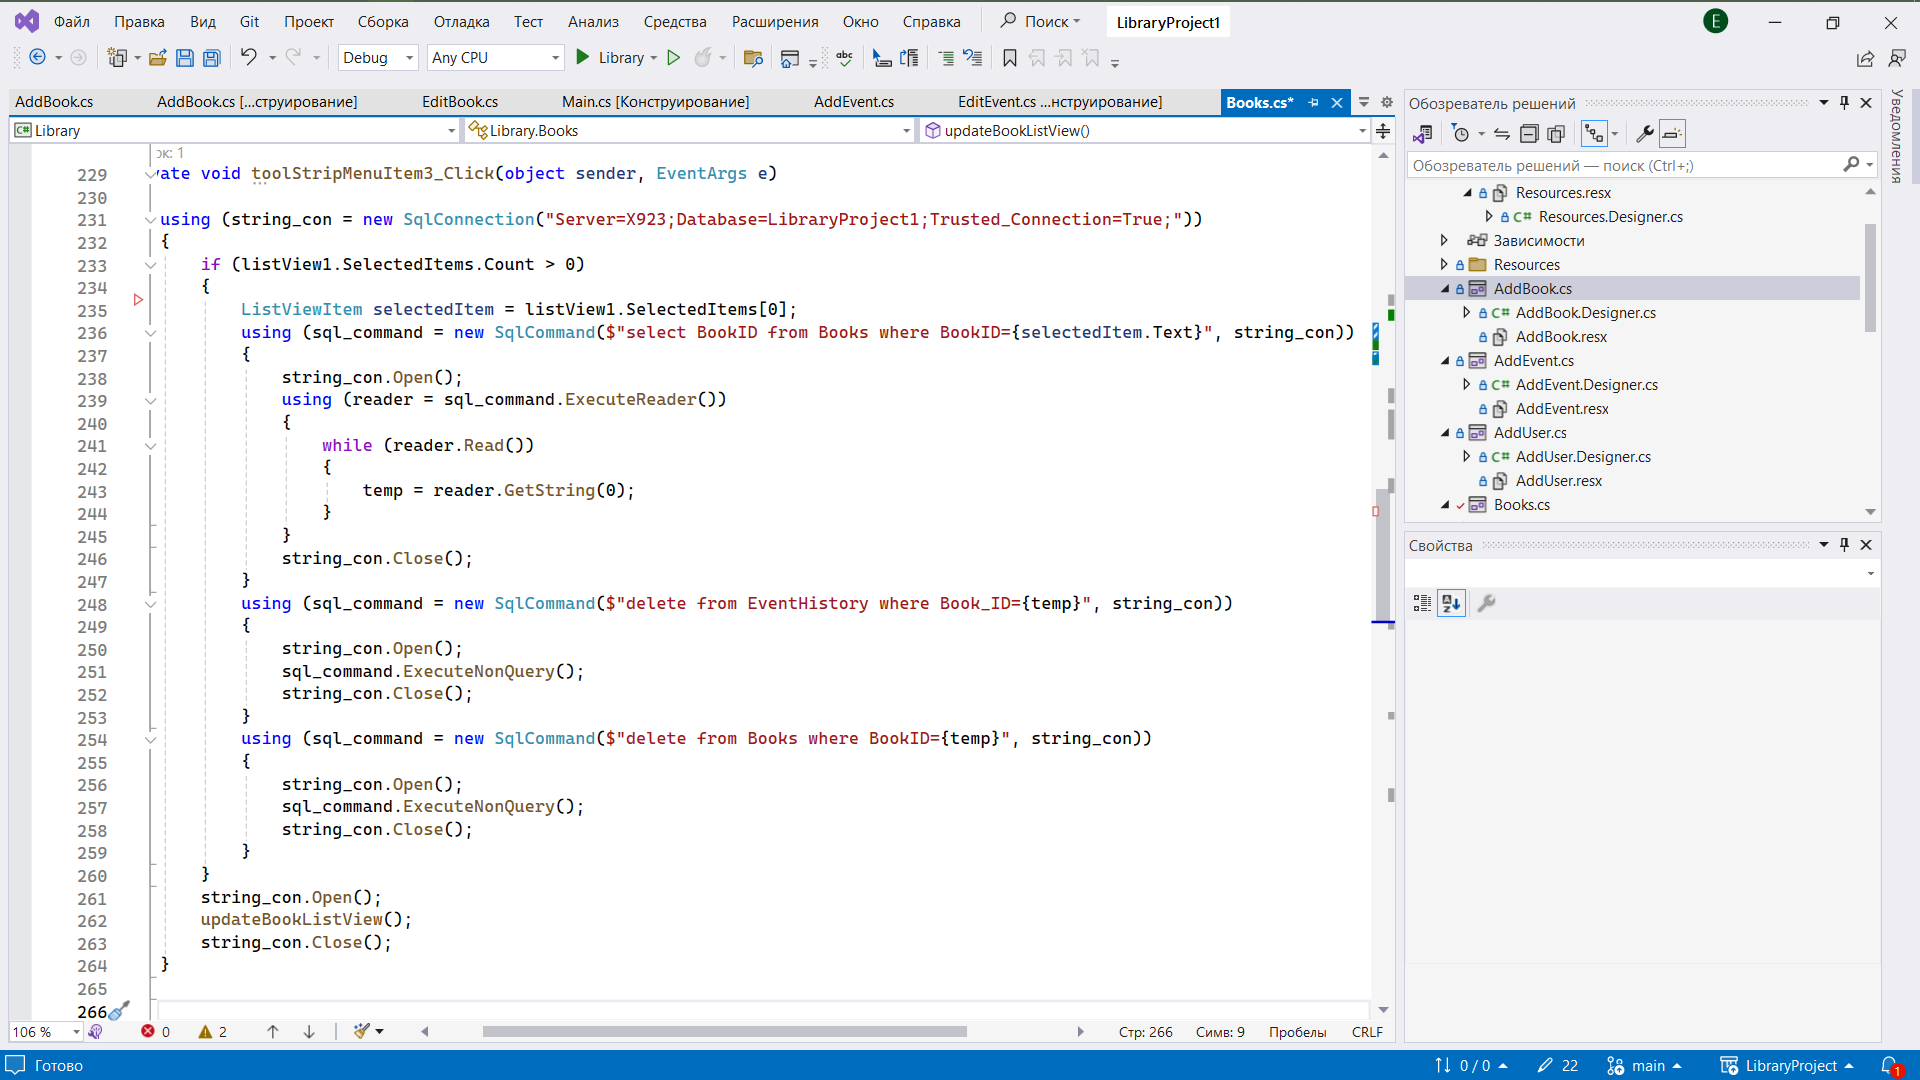 Файл Правка Вид Git Проект Сборка Отладка Тест Анализ Средства Расширения Окно Справка Поиск LibraryProject1 E
Debug Any CPU Library
AddBook.cs AddBook.cs [...струирование] EditBook.cs Main.cs [Конструирование] AddEvent.cs EditEvent.cs ...нструирование] Books.cs*
Library Library.Books updateBookListView()
ок: 1
229 vate void toolStripMenuItem3_Click(object sender, EventArgs e)
230
231 using (string_con = new SqlConnection("Server=X923;Database=LibraryProject1;Trusted_Connection=True;"))
232 {
233 if (listView1.SelectedItems.Count > 0)
234 {
235 ListViewItem selectedItem = listView1.SelectedItems[0];
236 using (sql_command = new SqlCommand($"select BookID from Books where BookID={selectedItem.Text}", string_con))
237 {
238 string_con.Open();
239 using (reader = sql_command.ExecuteReader())
240 {
241 while (reader.Read())
242 {
243 temp = reader.GetString(0);
244 }
245 }
246 string_con.Close();
247 }
248 using (sql_command = new SqlCommand($"delete from EventHistory where Book_ID={temp}", string_con))
249 {
250 string_con.Open();
251 sql_command.ExecuteNonQuery();
252 string_con.Close();
253 }
254 using (sql_command = new SqlCommand($"delete from Books where BookID={temp}", string_con))
255 {
256 string_con.Open();
257 sql_command.ExecuteNonQuery();
258 string_con.Close();
259 }
260 }
261 string_con.Open();
262 updateBookListView();
263 string_con.Close();
264 }
265
266
106 % 0 2 Стр: 266 Симв: 9 Пробелы CRLF
Обозреватель решений
Обозреватель решений — поиск (Ctrl+;)
Resources.resx
C# Resources.Designer.cs
Зависимости
Resources
AddBook.cs
C# AddBook.Designer.cs
AddBook.resx
AddEvent.cs
C# AddEvent.Designer.cs
AddEvent.resx
AddUser.cs
C# AddUser.Designer.cs
AddUser.resx
Books.cs
Свойства
Уведомления
Готово 0 / 0 22 main LibraryProject 1